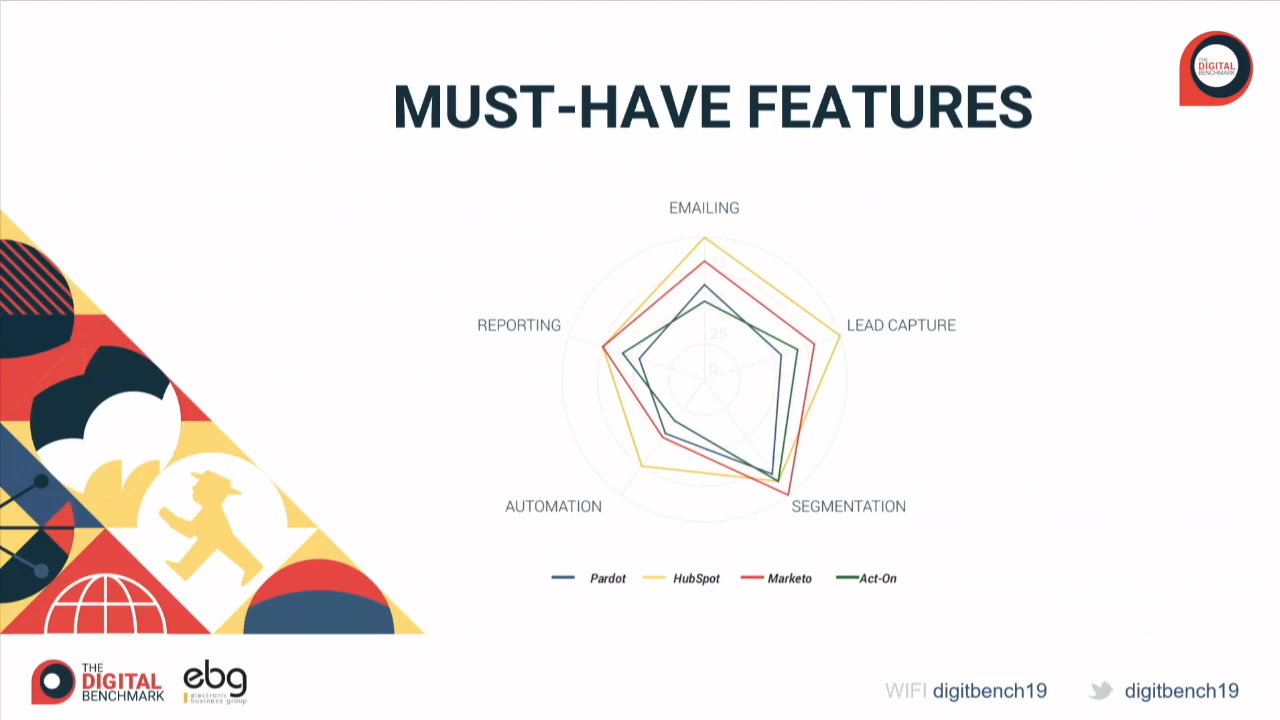 THE
DIGITAL
BENCHMARK
MUST-HAVE FEATURES
EMAILING
REPORTING
LEAD CAPTURE
25
0
AUTOMATION
SEGMENTATION
Pardot
HubSpot
Marketo
Act-On
THE
DIGITAL
BENCHMARK
ebg
electronic
business group
WIFI digitbench19
digitbench19